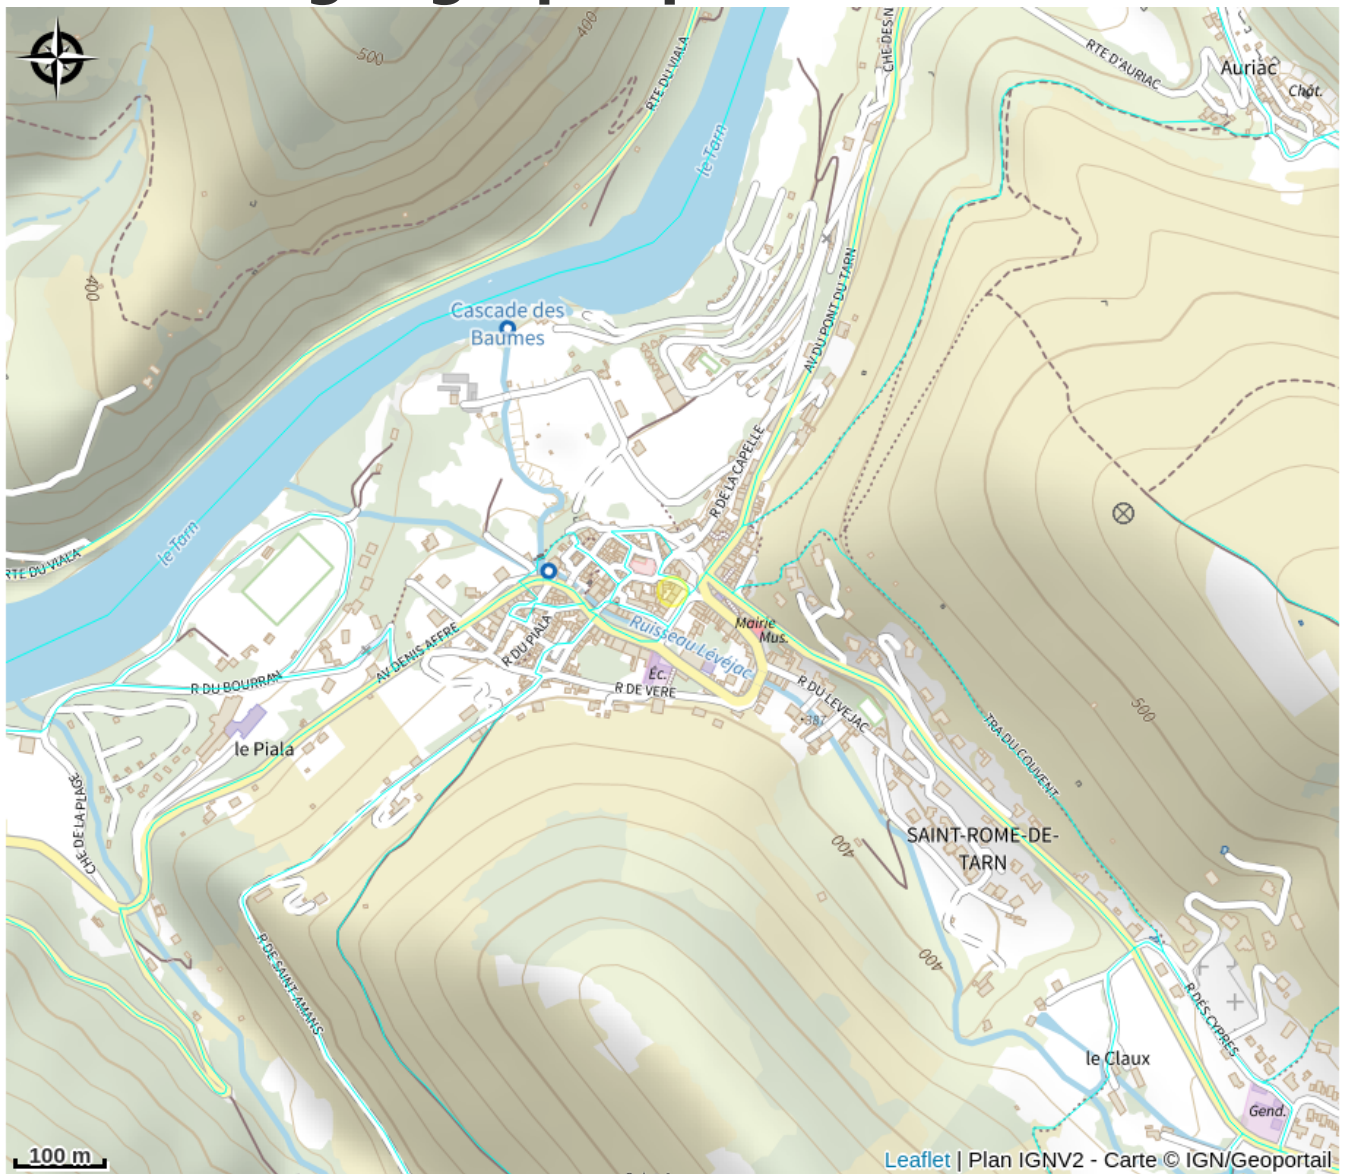 500
400
RTE DU VIALA
CHE DES N
RTE D'AURIAC
Auriac
Chât.
le Tarn
400
Cascade des
Baumes
AV DU PONT DU TARN
R DE LA CAPELLE
le Tarn
RTE DU VIALA
Mairie
Mus.
Ruisseau Lévéjac
R DU PIALA
AV DENIS AFFRE
Éc.
R DE VERE
R DU BOURRAN
R DU LEVEJAC
387
500
TRA DU COUVENT
le Piala
CHE DE LA PLAGE
400
SAINT-ROME-DE-
TARN
400
R DE SAINT-AMANS
R DES CYPRES
le Claux
Gend.
100 m
Leaflet | Plan IGNV2 - Carte © IGN/Geoportail